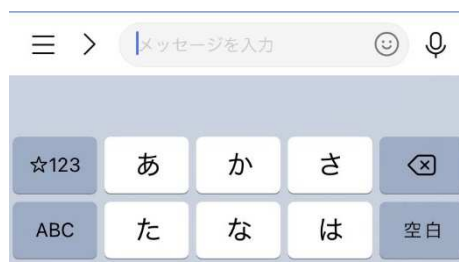 メッセージを入力
☆123 あ か さ
ABC た な は 空白